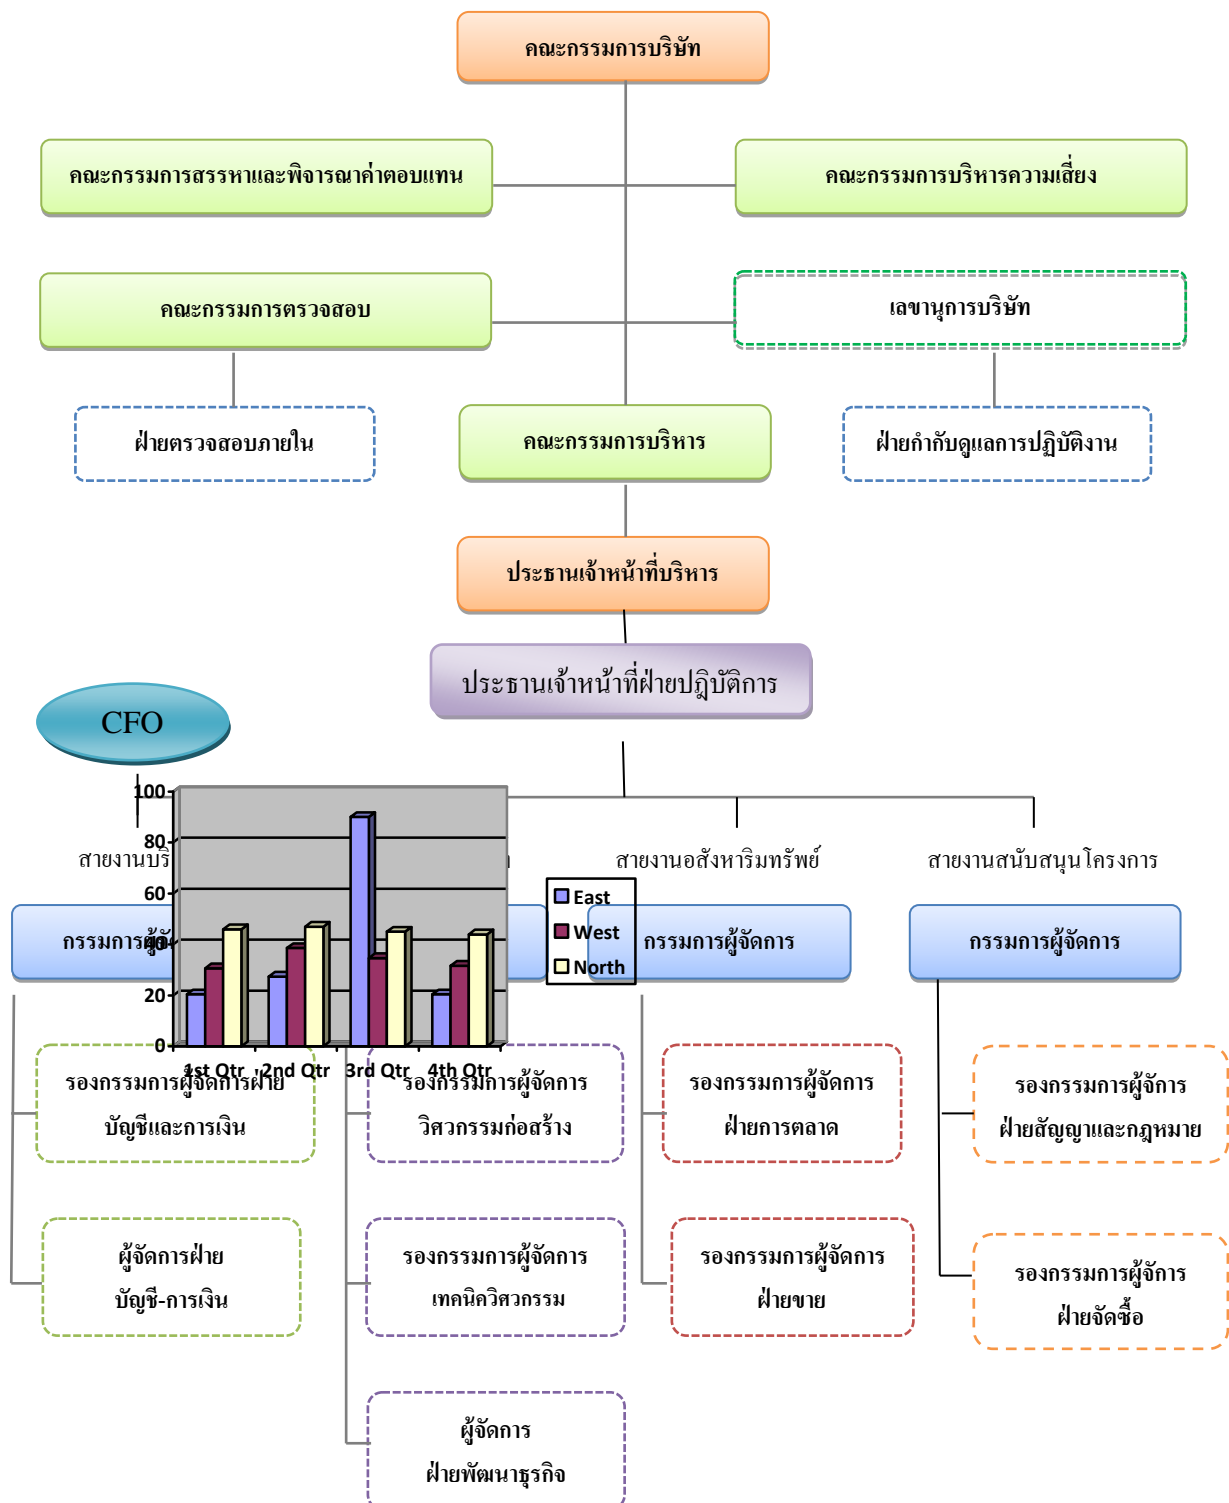 คณะกรรมการบริษัท
คณะกรรมการสรรหาและพิจารณาค่าตอบแทน
คณะกรรมการบริหารความเสี่ยง
คณะกรรมการตรวจสอบ
เลขานุการบริษัท
ฝ่ายตรวจสอบภายใน
คณะกรรมการบริหาร
ฝ่ายกำกับดูแลการปฏิบัติงาน
ประธานเจ้าหน้าที่บริหาร
ประธานเจ้าหน้าที่ฝ่ายปฎิบัติการ
CFO
100
80
60
40
20
0
1st Qtr 2nd Qtr 3rd Qtr 4th Qtr
East
West
North
สายงานอสังหาริมทรัพย์
สายงานสนับสนุนโครงการ
กรรมการผู้จัดการ
กรรมการผู้จัดการ
รองกรรมการผู้จัดการฝ่าย
บัญชีและการเงิน
รองกรรมการผู้จัดการ
วิศวกรรมก่อสร้าง
รองกรรมการผู้จัดการ
ฝ่ายการตลาด
รองกรรมการผู้จัการ
ฝ่ายสัญญาและกฎหมาย
ผู้จัดการฝ่าย
บัญชี-การเงิน
รองกรรมการผู้จัดการ
เทคนิควิศวกรรม
รองกรรมการผู้จัดการ
ฝ่ายขาย
รองกรรมการผู้จัการ
ฝ่ายจัดซื้อ
ผู้จัดการ
ฝ่ายพัฒนาธุรกิจ